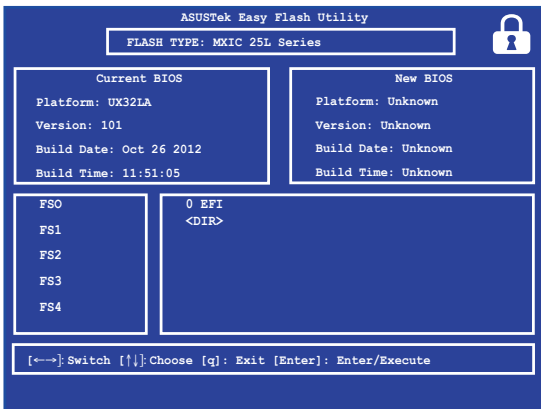 ASUSTek Easy Flash Utility
FLASH TYPE: MXIC 25L Series
Current BIOS
Platform: UX32LA
Version: 101
Build Date: Oct 26 2012
Build Time: 11:51:05
New BIOS
Platform: Unknown
Version: Unknown
Build Date: Unknown
Build Time: Unknown
FSO
FS1
FS2
FS3
FS4
0 EFI
<DIR>
[←→]: Switch [↑↓]: Choose [q]: Exit [Enter]: Enter/Execute